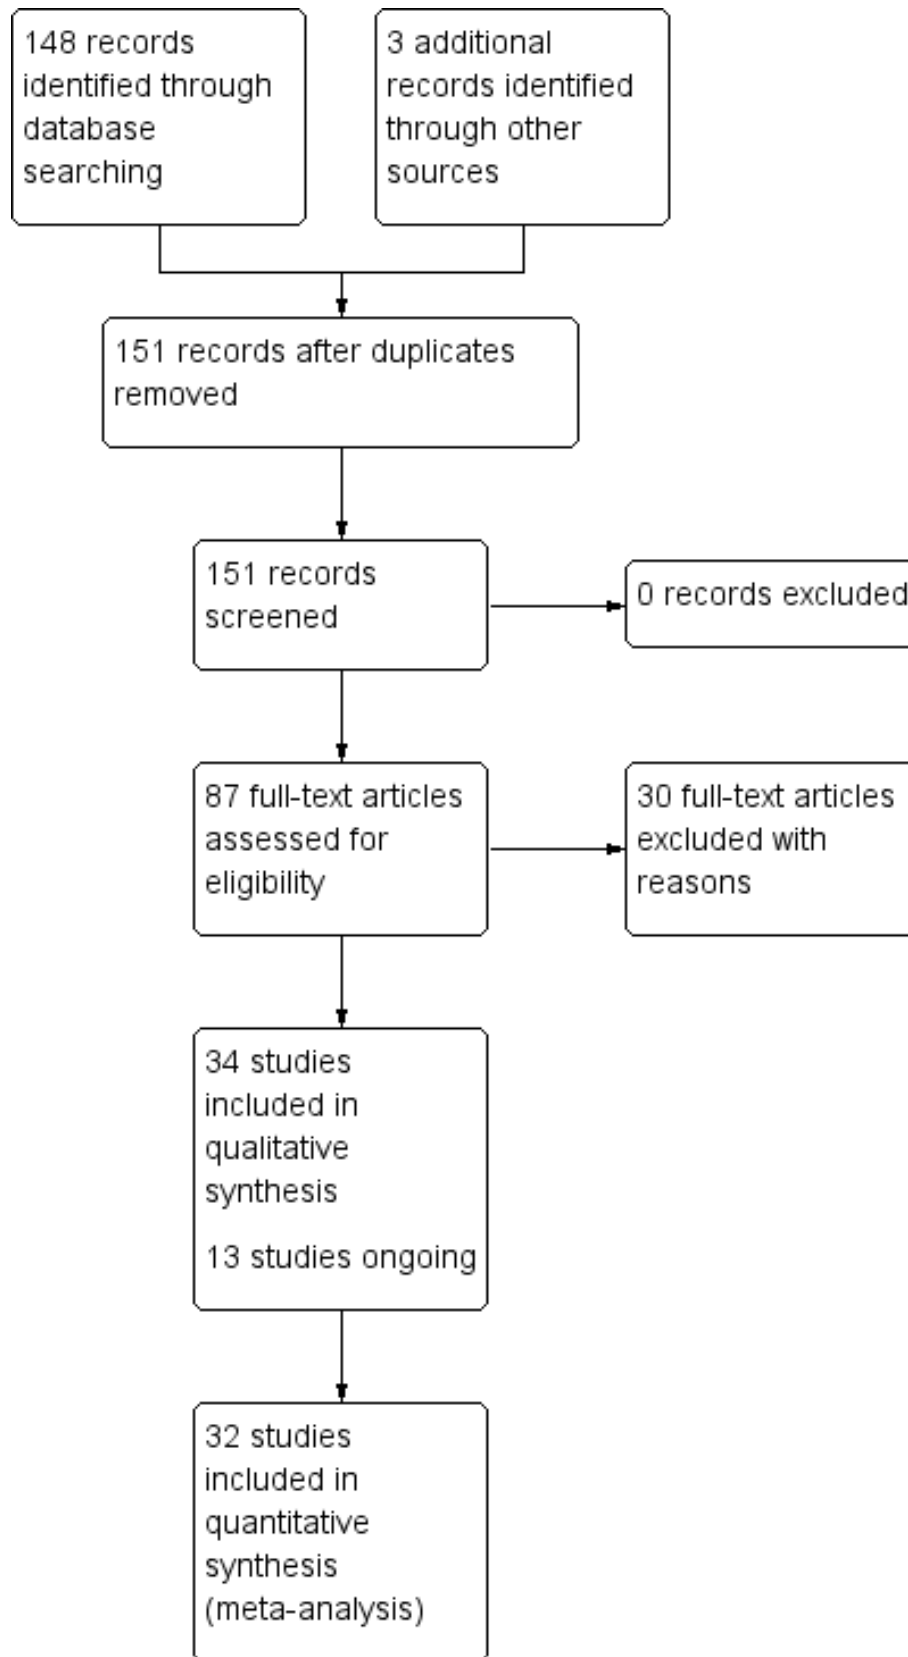 148 records
identified through
database
searching
3 additional
records identified
through other
sources
151 records after duplicates
removed
151 records
screened
0 records excluded
87 full-text articles
assessed for
eligibility
30 full-text articles
excluded with
reasons
34 studies
included in
qualitative
synthesis
13 studies ongoing
32 studies
included in
quantitative
synthesis
(meta-analysis)